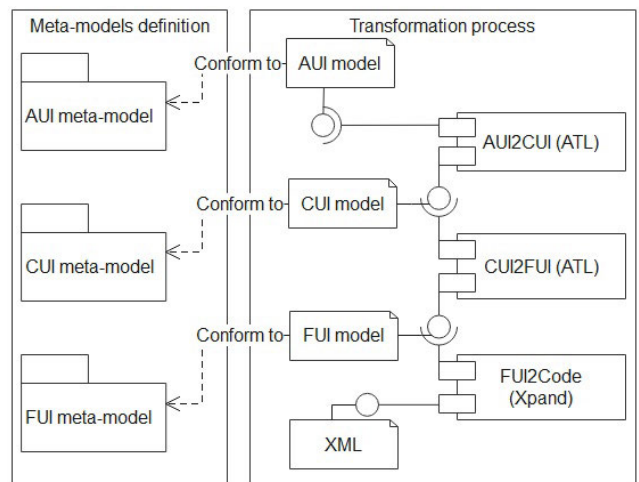 Meta-models definition
Transformation process
Conform to
AUI model
AUI meta-model
AUI2CUI (ATL)
Conform to
CUI model
CUI meta-model
CUI2FUI (ATL)
Conform to
FUI model
FUI meta-model
FUI2Code
(Xpand)
XML